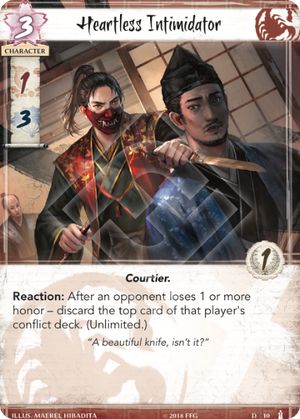 3
Heartless Intimidator
CHARACTER
1
3
1
Courtier.
Reaction: After an opponent loses 1 or more
honor – discard the top card of that player's
conflict deck. (Unlimited.)
"A beautiful knife, isn't it?"
ILLUS. MAEREL HIBADITA
© 2018 FFG
D 10